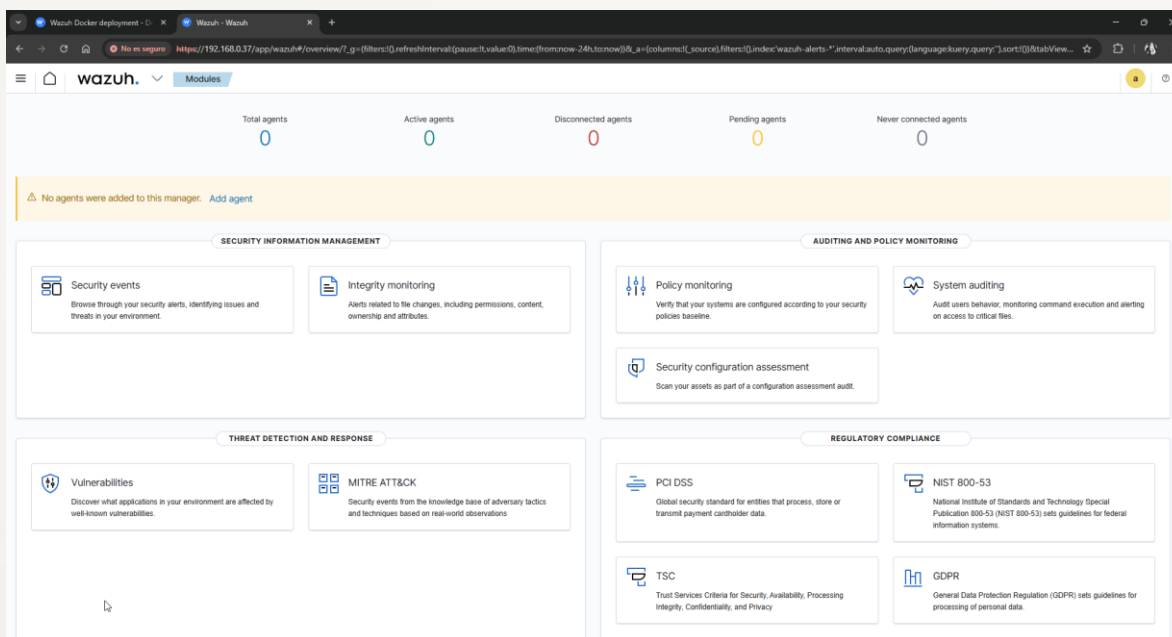 Wazuh Docker deployment - D
Wazuh - Wazuh
No es seguro
https://192.168.0.37/app/wazuh#/overview/?_g=(filters:!(),refreshInterval:(pause:!t,value:0),time:(from:now-24h,to:now))&_a=(columns:!(_source),filters:!(),index:'wazuh-alerts-*',interval:auto,query:(language:kuery,query:''),sort:!())&tabView...
wazuh.
Modules
a
Total agents
0
Active agents
0
Disconnected agents
0
Pending agents
0
Never connected agents
0
No agents were added to this manager. Add agent
SECURITY INFORMATION MANAGEMENT
Security events
Browse through your security alerts, identifying issues and
threats in your environment.
Integrity monitoring
Alerts related to file changes, including permissions, content,
ownership and attributes.
AUDITING AND POLICY MONITORING
Policy monitoring
Verify that your systems are configured according to your security
policies baseline.
System auditing
Audit users behavior, monitoring command execution and alerting
on access to critical files.
Security configuration assessment
Scan your assets as part of a configuration assessment audit.
THREAT DETECTION AND RESPONSE
Vulnerabilities
Discover what applications in your environment are affected by
well-known vulnerabilities.
MITRE ATT&CK
Security events from the knowledge base of adversary tactics
and techniques based on real-world observations
REGULATORY COMPLIANCE
PCI DSS
Global security standard for entities that process, store or
transmit payment cardholder data.
NIST 800-53
National Institute of Standards and Technology Special
Publication 800-53 (NIST 800-53) sets guidelines for federal
information systems.
TSC
Trust Services Criteria for Security, Availability, Processing
Integrity, Confidentiality, and Privacy
GDPR
General Data Protection Regulation (GDPR) sets guidelines for
processing of personal data.